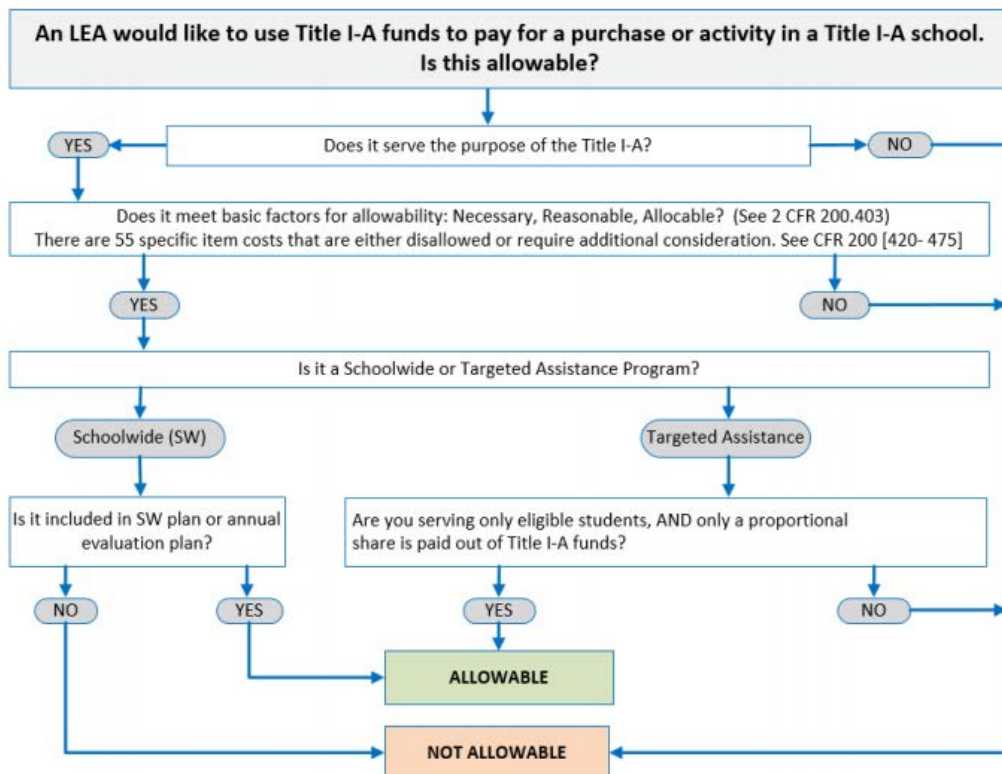 An LEA would like to use Title I-A funds to pay for a purchase or activity in a Title I-A school.
Is this allowable?
YES
Does it serve the purpose of the Title I-A?
NO
Does it meet basic factors for allowability: Necessary, Reasonable, Allocable?  (See 2 CFR 200.403)
There are 55 specific item costs that are either disallowed or require additional consideration. See CFR 200 [420- 475]
YES
NO
Is it a Schoolwide or Targeted Assistance Program?
Schoolwide (SW)
Targeted Assistance
Is it included in SW plan or annual
evaluation plan?
Are you serving only eligible students, AND only a proportional
share is paid out of Title I-A funds?
NO
YES
YES
NO
ALLOWABLE
NOT ALLOWABLE